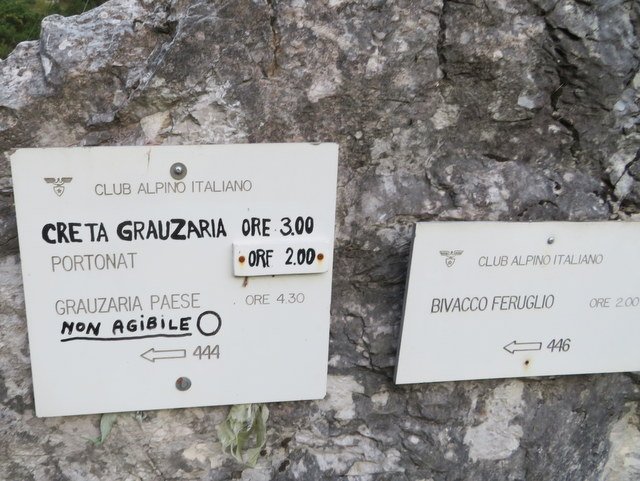 CLUB ALPINO ITALIANO
CRETA GRAUZARIA ORE 3.00
PORTONAT ORE 2.00
GRAUZARIA PAESE ORE 4.30
NON AGIBILE
444
CLUB ALPINO ITALIANO
BIVACCO FERUGLIO ORE 2.00
446